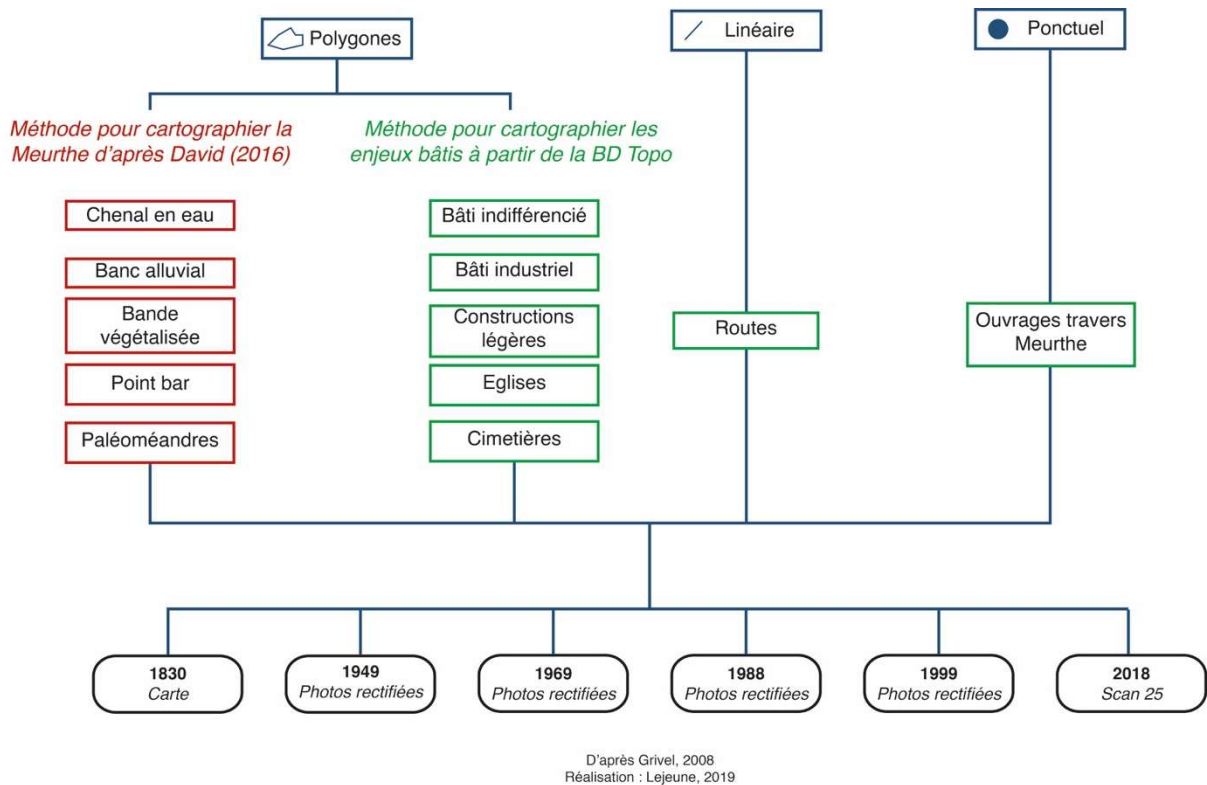 Polygones
Linéaire
Ponctuel
Méthode pour cartographier la
Meurthe d'après David (2016)
Méthode pour cartographier les
enjeux bâtis à partir de la BD Topo
Chenal en eau
Banc alluvial
Bande
végétalisée
Point bar
Paléoméandres
Bâti indifférencié
Bâti industriel
Constructions
légères
Eglises
Cimetières
Routes
Ouvrages travers
Meurthe
1830
Carte
1949
Photos rectifiées
1969
Photos rectifiées
1988
Photos rectifiées
1999
Photos rectifiées
2018
Scan 25
D'après Grivel, 2008
Réalisation : Lejeune, 2019